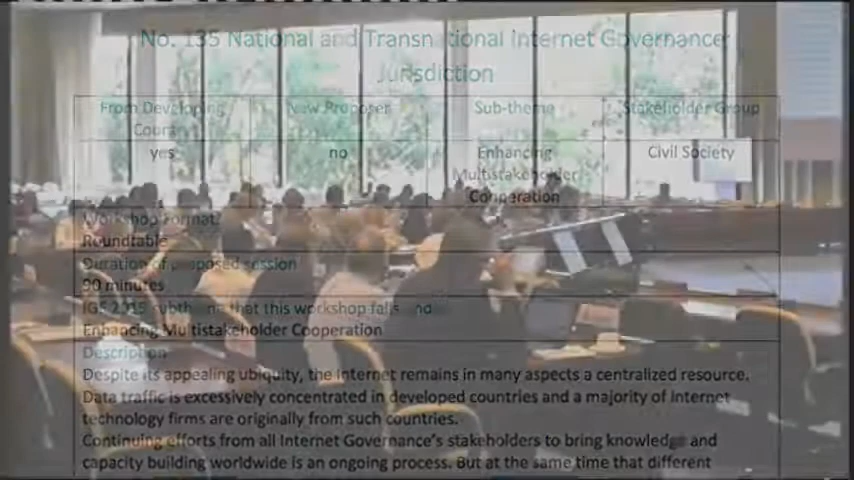 No. 135 National and Transnational Internet Governance
Jurisdiction
From Developing
New Proposer
Sub-theme
Stakeholder Group
yes
no
Enhancing
Multistakeholder
Cooperation
Civil Society
Workshop Format:
Roundtable
Duration of proposed session
90 minutes
IGF 2015 subtheme that this workshop falls
Enhancing Multistakeholder Cooperation
Description
Despite its appealing ubiquity, the Internet remains in many aspects a centralized resource.
Data traffic is excessively concentrated in developed countries and a majority of Internet
technology firms are originally from such countries.
Continuing efforts from all Internet Governance's stakeholders to bring knowledge and
capacity building worldwide is an ongoing process. But at the same time that different